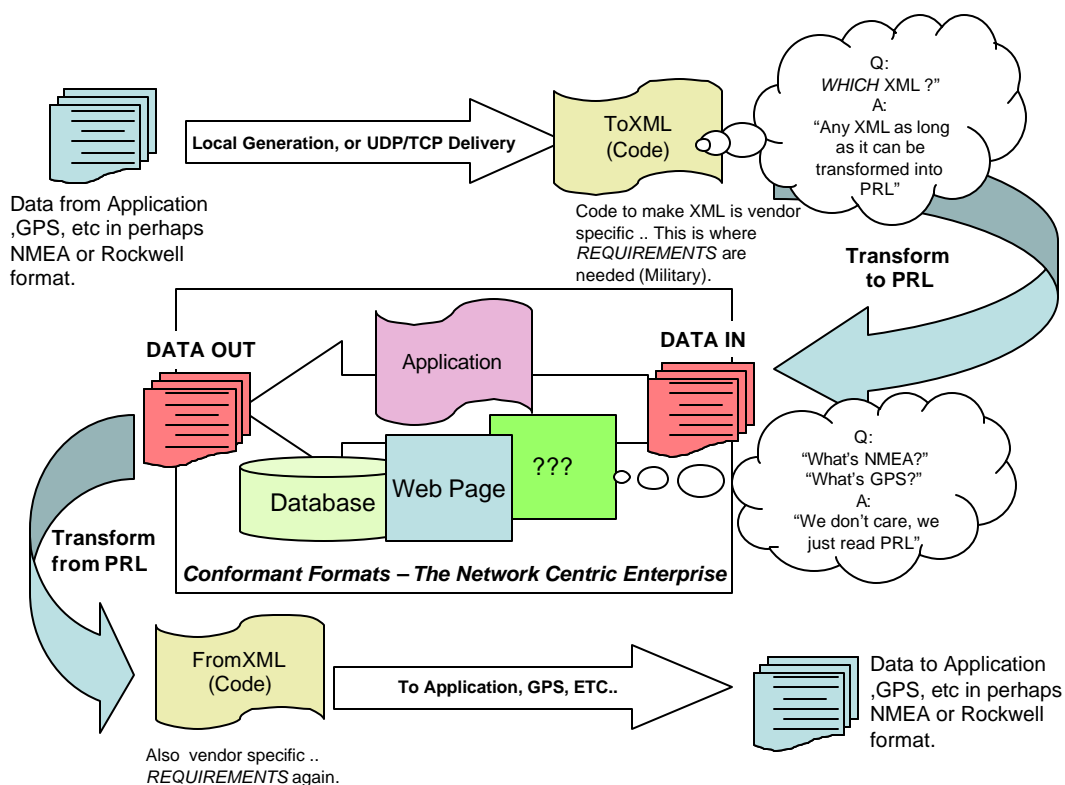 Data from Application
,GPS, etc in perhaps
NMEA or Rockwell
format.
Local Generation, or UDP/TCP Delivery
ToXML
(Code)
Code to make XML is vendor
specific .. This is where
REQUIREMENTS are
needed (Military).
Q:
WHICH XML ?”
A:
“Any XML as long
as it can be
transformed into
PRL”
Transform
to PRL
DATA IN
DATA OUT
Application
Database
Web Page
???
Conformant Formats – The Network Centric Enterprise
Q:
“What’s NMEA?”
“What’s GPS?”
A:
“We don’t care, we
just read PRL”
Transform
from PRL
FromXML
(Code)
Also vendor specific ..
REQUIREMENTS again.
To Application, GPS, ETC..
Data to Application
,GPS, etc in perhaps
NMEA or Rockwell
format.